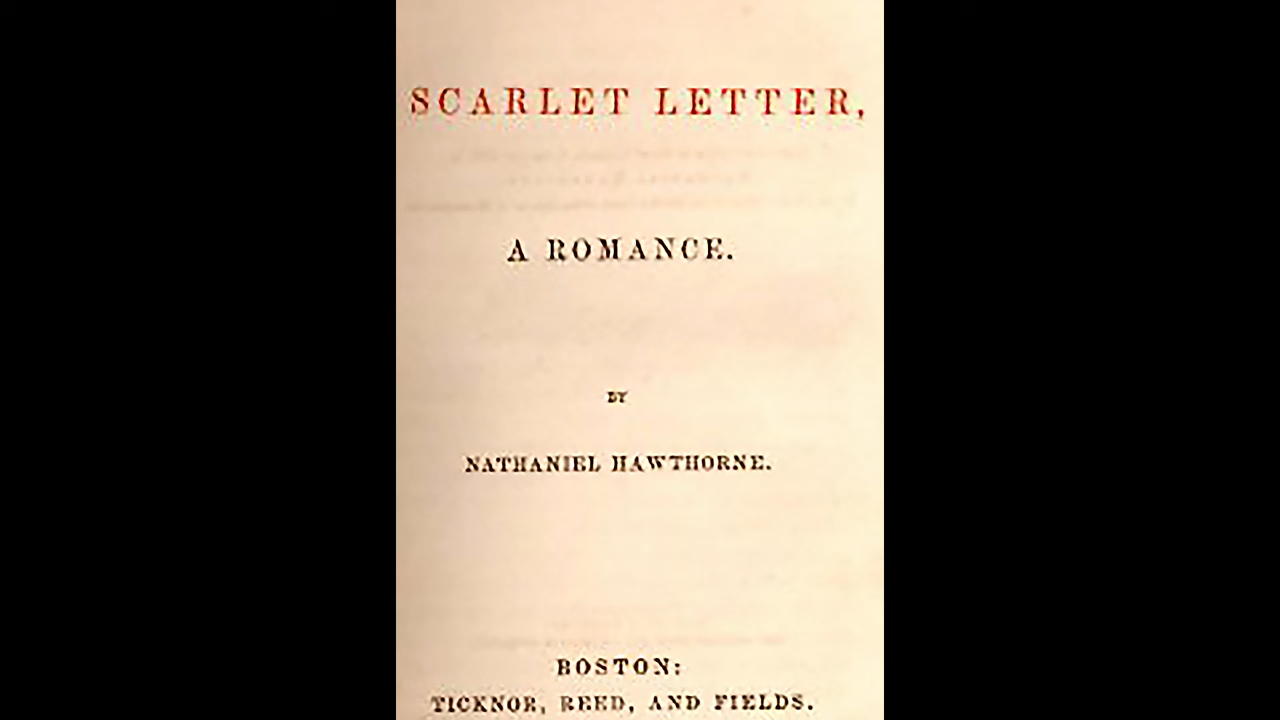 SCARLET LETTER,
A ROMANCE.
BY
NATHANIEL HAWTHORNE.
BOSTON:
TICKNOR, REED, AND FIELDS.